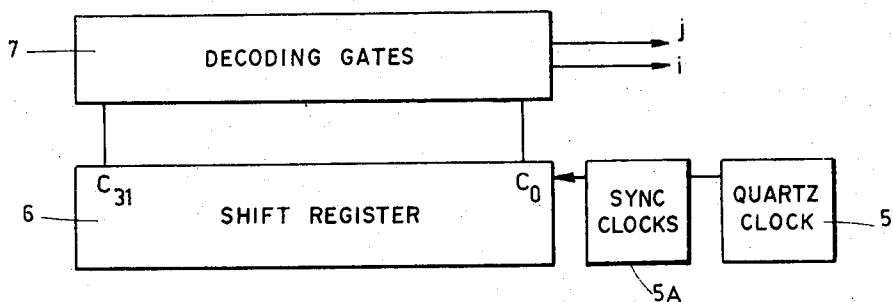 7
DECODING GATES
j
i
C31
C0
6
SHIFT REGISTER
SYNC
CLOCKS
QUARTZ
CLOCK
5
5A